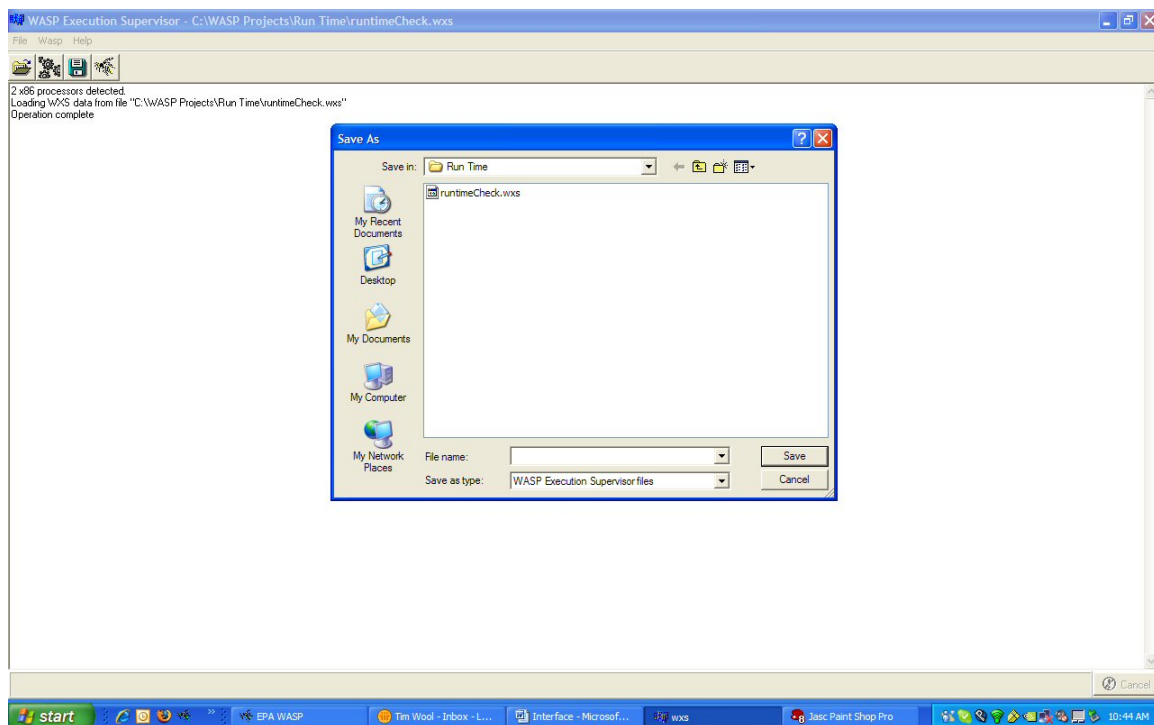 WASP Execution Supervisor - C:\WASP Projects\Run Time\runtimeCheck.wxs
File Wasp Help
2 x86 processors detected.
Loading WXS data from file "C:\WASP Projects\Run Time\runtimeCheck.wxs"
Operation complete
Save As
Save in: Run Time
runtimeCheck.wxs
My Recent
Documents
Desktop
My Documents
My Computer
My Network
Places
File name:
Save
Save as type: WASP Execution Supervisor files
Cancel
Cancel
start
EPA WASP
Tim Wool - Inbox - L...
Interface - Microsof...
wxs
Jasc Paint Shop Pro
10:44 AM